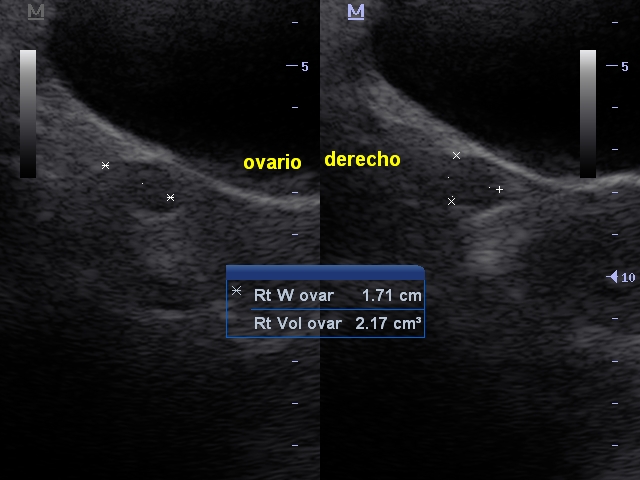 M
M
5
5
ovario derecho
10
Rt W ovar 1.71 cm
Rt Vol ovar 2.17 cm³